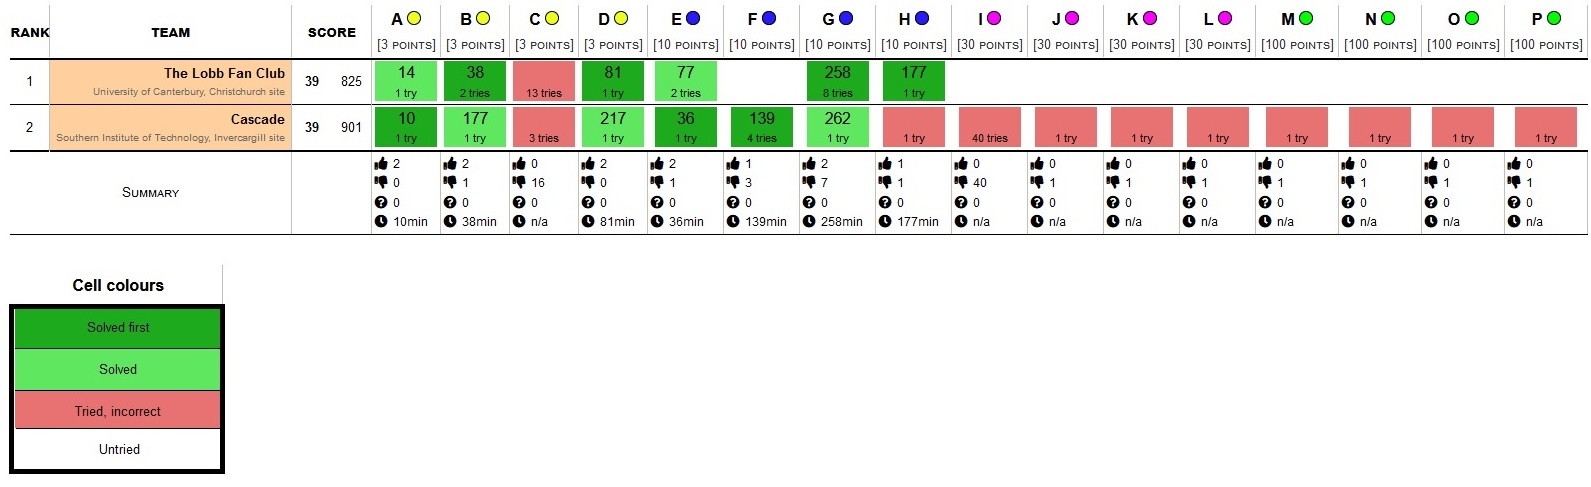 RANK TEAM SCORE A B C D E F G H I J K L M N O P
[3 POINTS] [3 POINTS] [3 POINTS] [3 POINTS] [10 POINTS] [10 POINTS] [10 POINTS] [10 POINTS] [30 POINTS] [30 POINTS] [30 POINTS] [30 POINTS] [100 POINTS] [100 POINTS] [100 POINTS] [100 POINTS]
1 The Lobb Fan Club 39 825 14 38 81 77 258 177
University of Canterbury, Christchurch site 1 try 2 tries 13 tries 1 try 2 tries 8 tries 1 try
2 Cascade 39 901 10 177 217 36 139 262
Southern Institute of Technology, Invercargill site 1 try 1 try 3 tries 1 try 1 try 4 tries 1 try 1 try 40 tries 1 try 1 try 1 try 1 try 1 try 1 try 1 try
2 2 0 2 2 1 2 1 0 0 0 0 0 0 0 0
SUMMARY 0 1 16 0 1 3 7 1 40 1 1 1 1 1 1 1
0 0 0 0 0 0 0 0 0 0 0 0 0 0 0 0
10min 38min n/a 81min 36min 139min 258min 177min n/a n/a n/a n/a n/a n/a n/a n/a
Cell colours
Solved first
Solved
Tried, incorrect
Untried